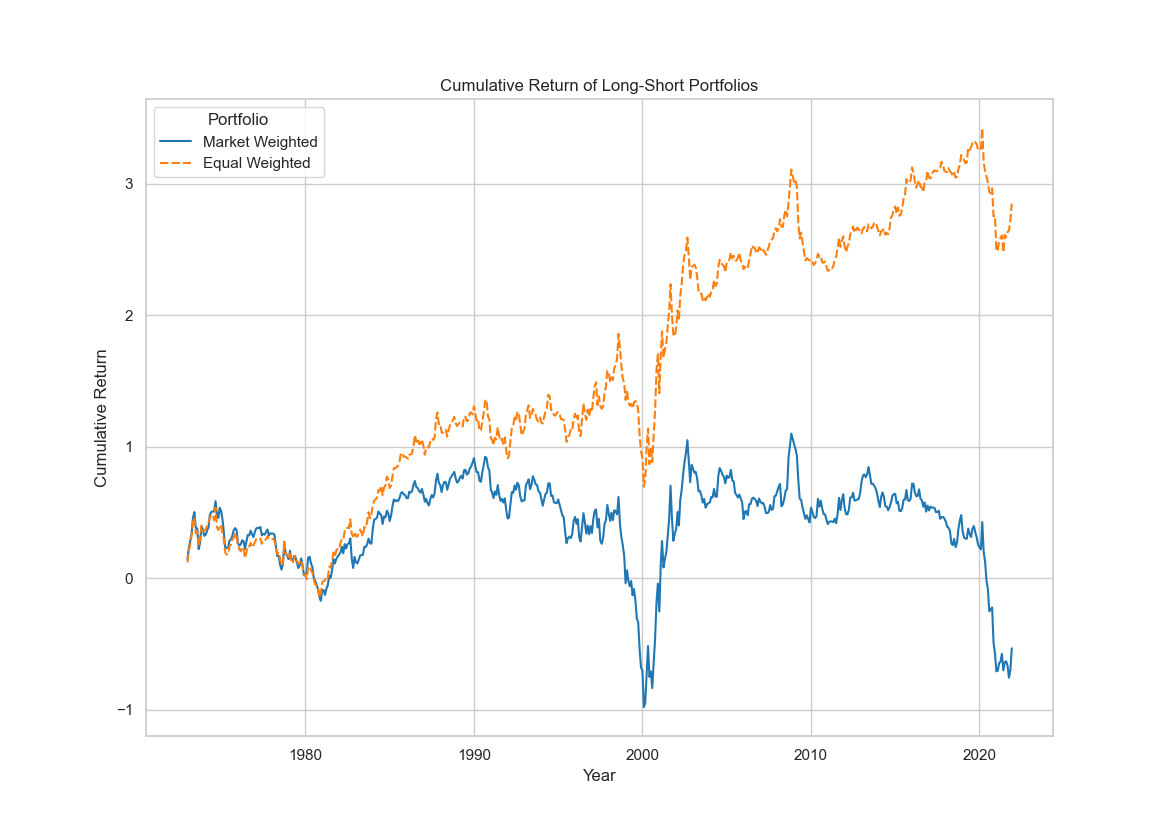 Cumulative Return of Long-Short Portfolios
Portfolio
Market Weighted
Equal Weighted
3
2
1
0
−1
Cumulative Return
1980
1990
2000
2010
2020
Year